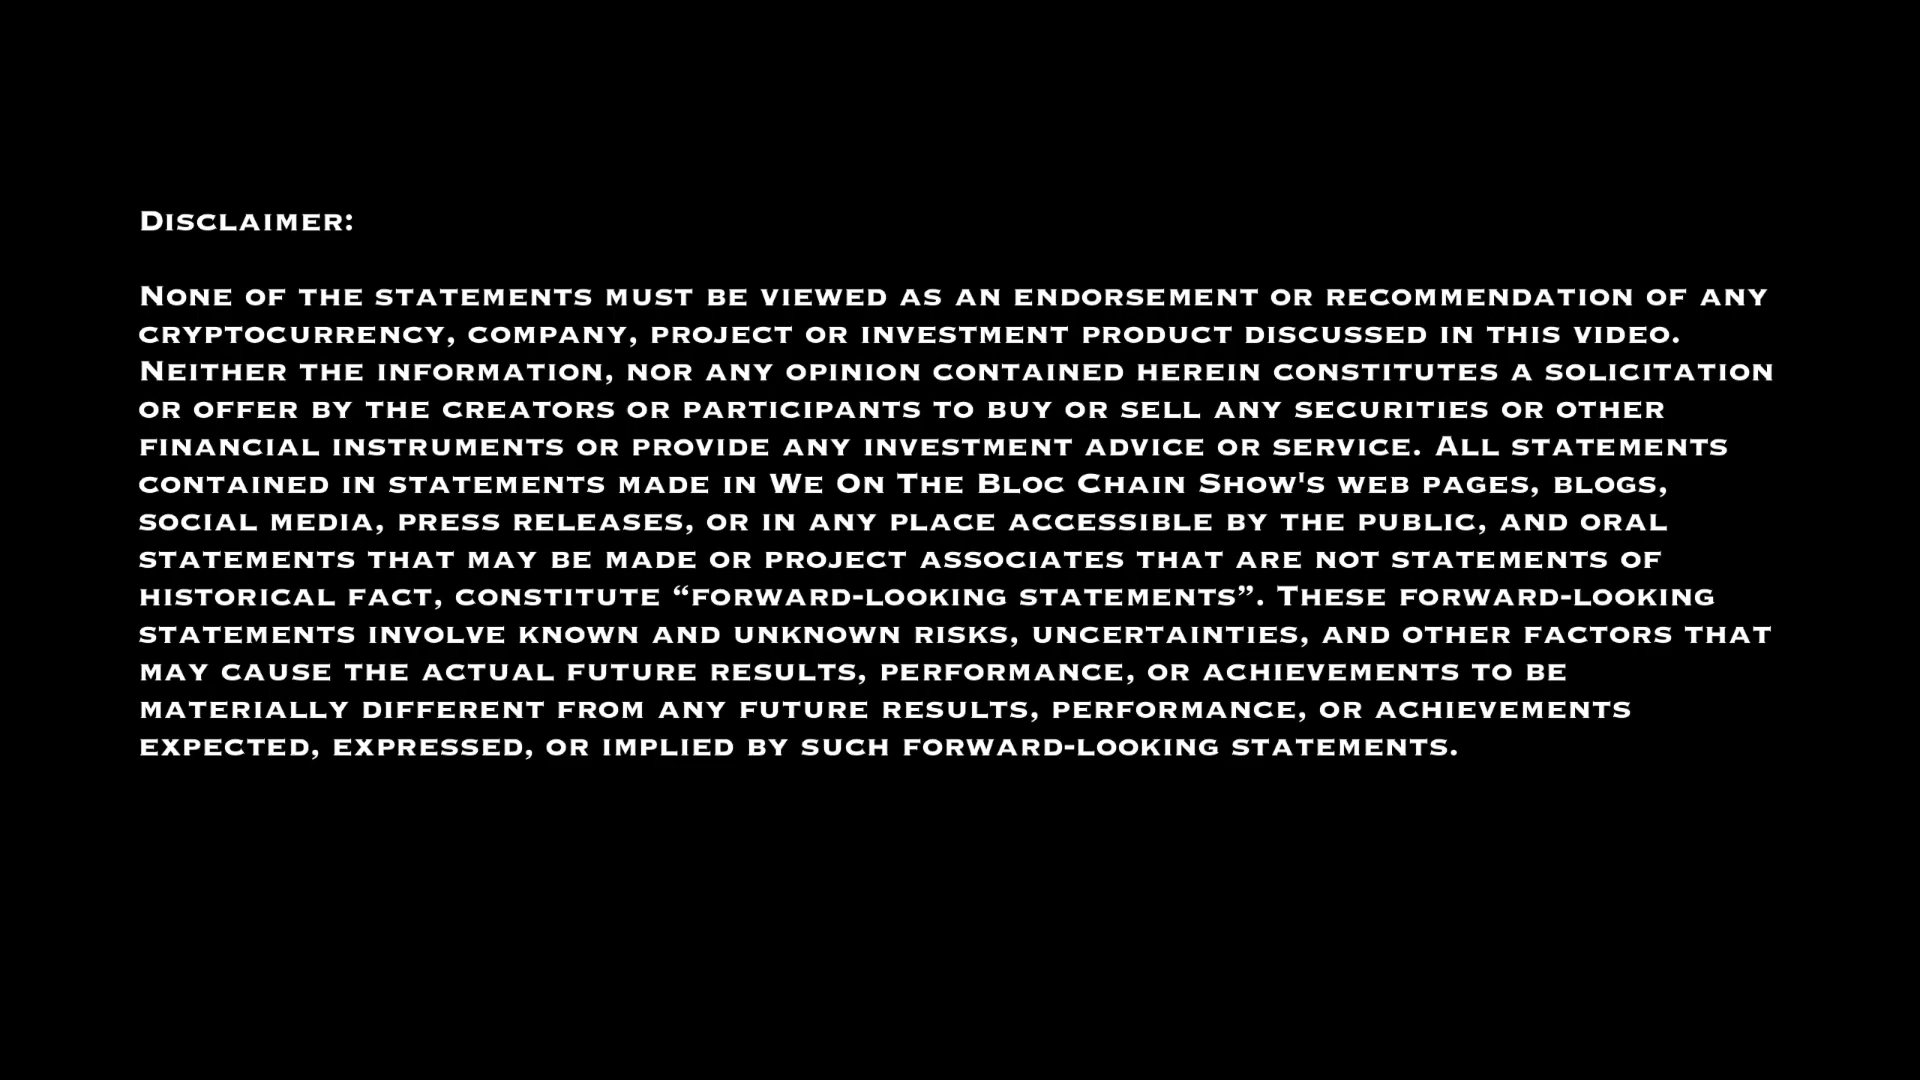 Disclaimer:
None of the statements must be viewed as an endorsement or recommendation of any
cryptocurrency, company, project or investment product discussed in this video.
Neither the information, nor any opinion contained herein constitutes a solicitation
or offer by the creators or participants to buy or sell any securities or other
financial instruments or provide any investment advice or service. All statements
contained in statements made in We On The Bloc Chain Show's web pages, blogs,
social media, press releases, or in any place accessible by the public, and oral
statements that may be made or project associates that are not statements of
historical fact, constitute “forward-looking statements”. These forward-looking
statements involve known and unknown risks, uncertainties, and other factors that
may cause the actual future results, performance, or achievements to be
materially different from any future results, performance, or achievements
expected, expressed, or implied by such forward-looking statements.